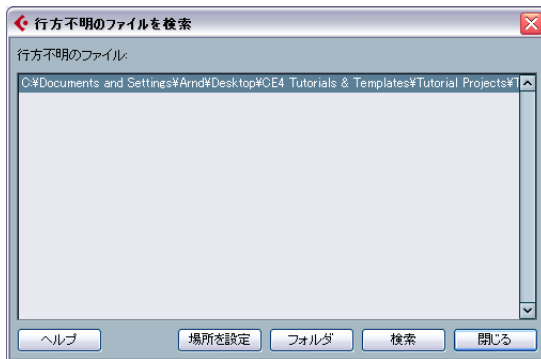 行方不明のファイルを検索
行方不明のファイル:
C:¥Documents and Settings¥Arnd¥Desktop¥CE4 Tutorials & Templates¥Tutorial Projects¥T
ヘルプ 場所を設定 フォルダ 検索 閉じる